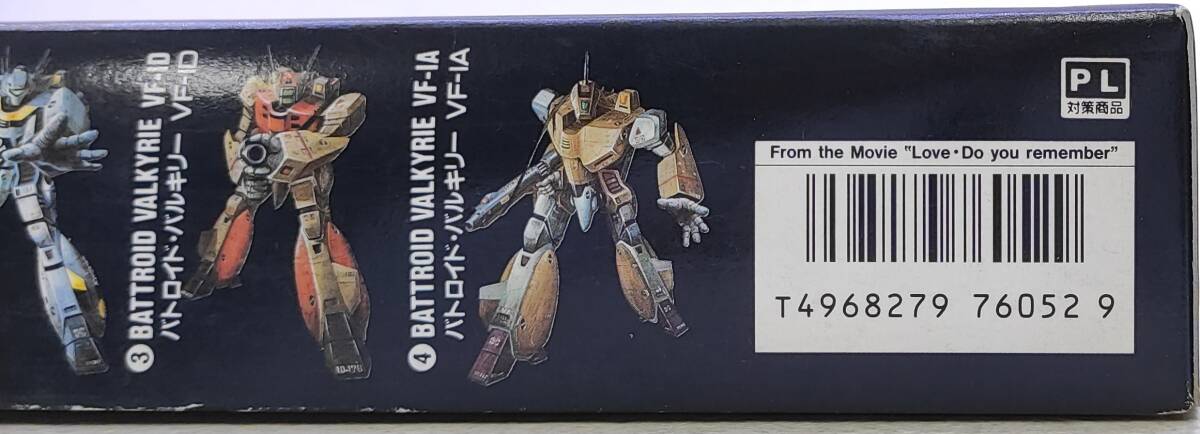 ③ BATTROID VALKYRIE VF-1D
バトロイド・バルキリー VF-1D
④ BATTROID VALKYRIE VF-1A
バトロイド・バルキリー VF-1A
PL
対策商品
From the Movie "Love・Do you remember"
T4968279 76052 9